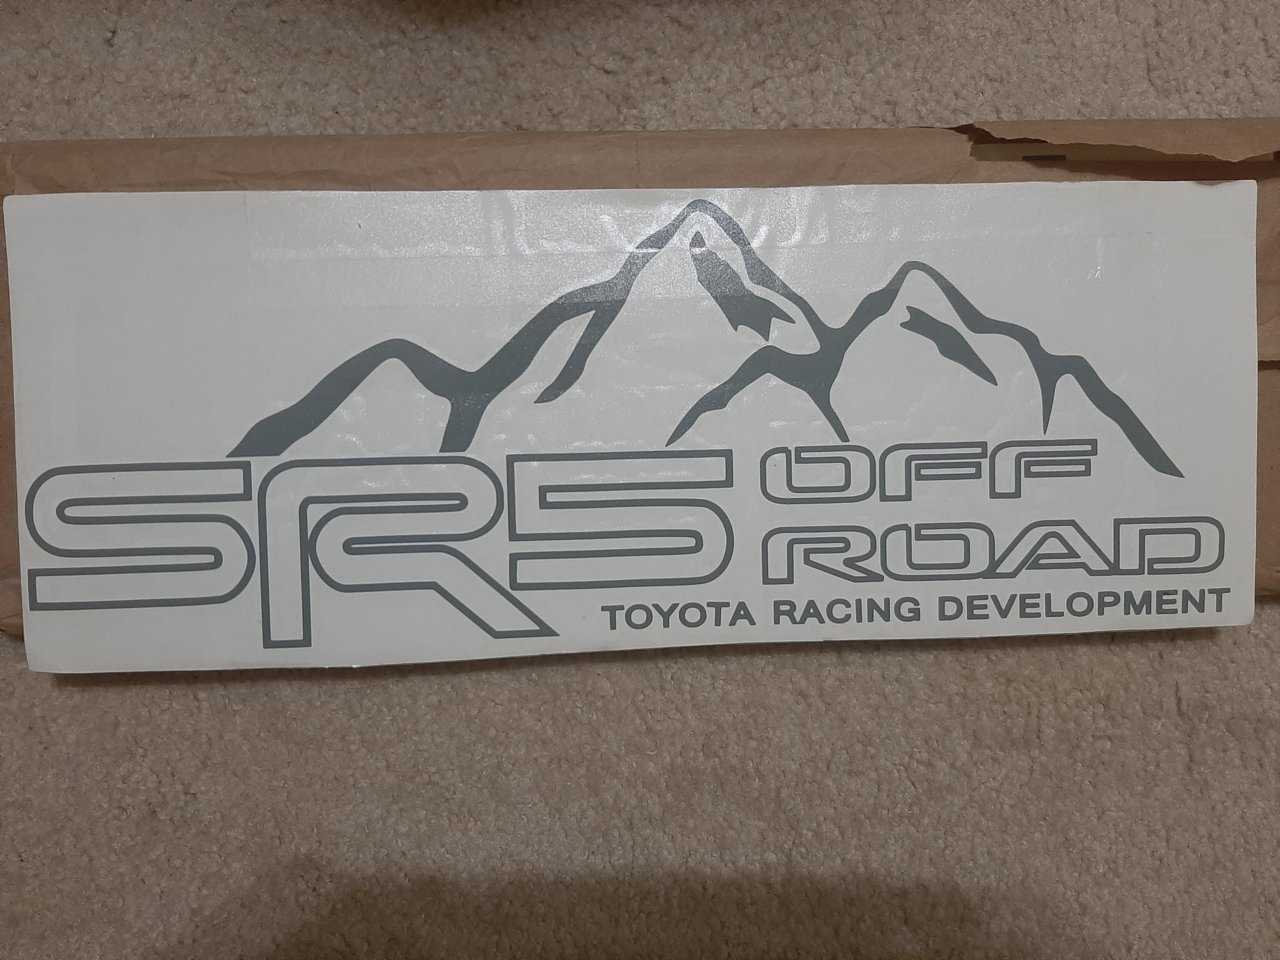 SR5 OFF
ROAD
TOYOTA RACING DEVELOPMENT